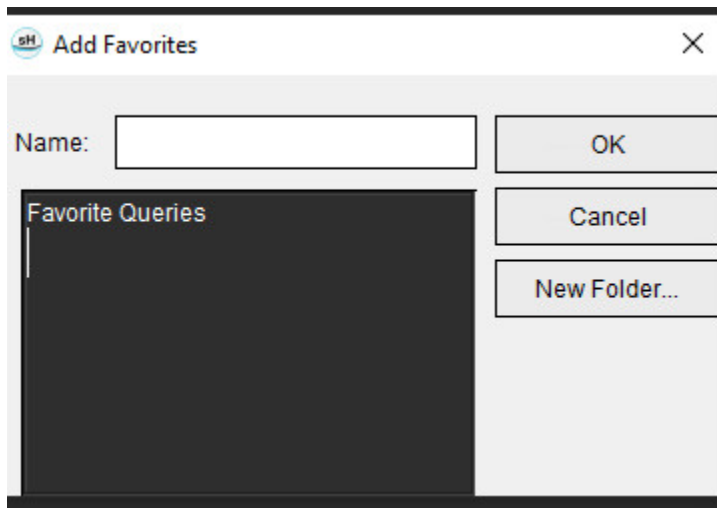 sH Add Favorites
Name:
OK
Favorite Queries
Cancel
New Folder...